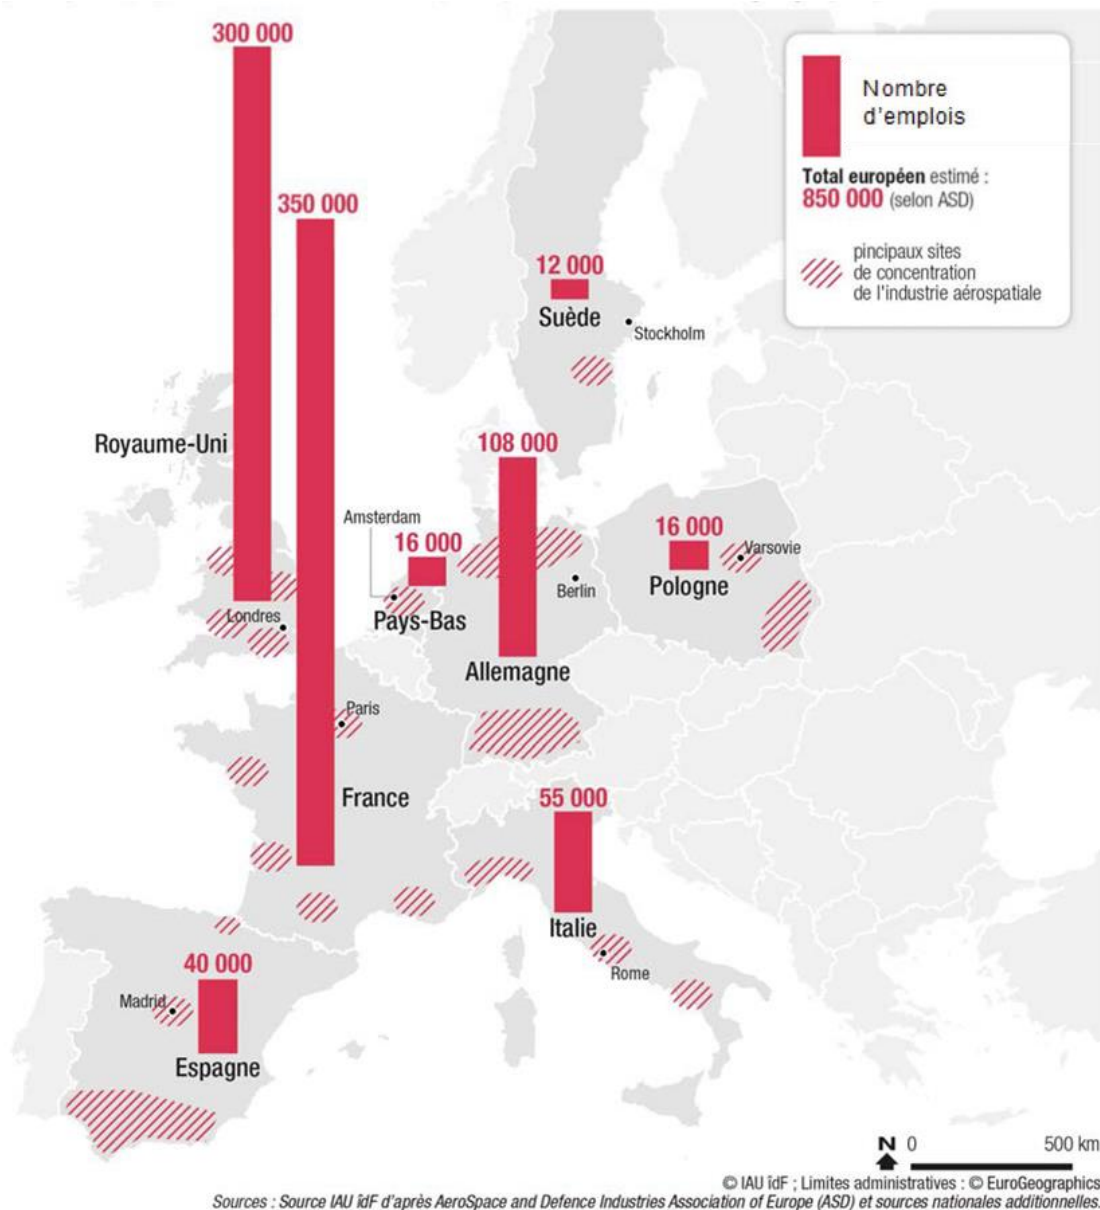 300 000
Nombre
d'emplois
Total européen estimé :
850 000 (selon ASD)
pincipaux sites
de concentration
de l'industrie aérospatiale
350 000
12 000
Suède
Stockholm
Royaume-Uni
108 000
Amsterdam
16 000
16 000
Varsovie
Berlin
Pologne
Londres
Pays-Bas
Allemagne
Paris
France
55 000
Italie
Rome
40 000
Madrid
Espagne
N 0 500 km
© IAU îdF ; Limites administratives : © EuroGeographics
Sources : Source IAU îdF d'après AeroSpace and Defence Industries Association of Europe (ASD) et sources nationales additionnelles.